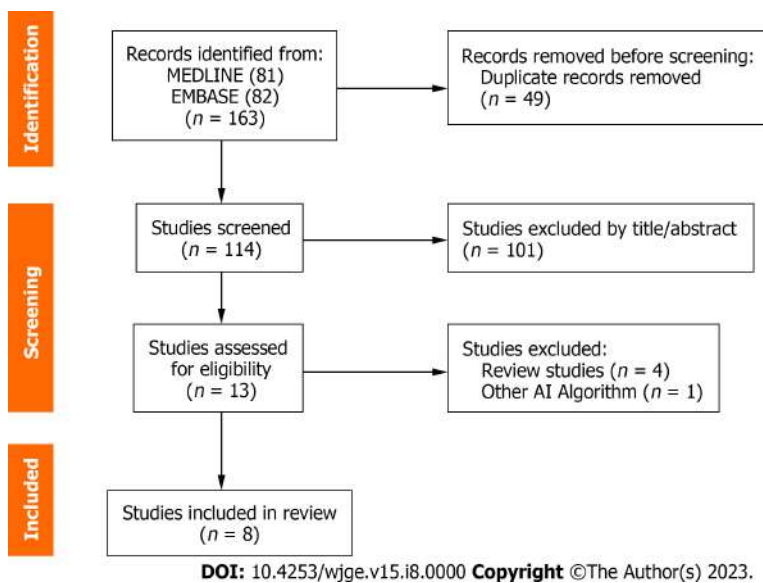 Identification
Records identified from:
MEDLINE (81)
EMBASE (82)
(n = 163)
Records removed before screening:
Duplicate records removed
(n = 49)
Screening
Studies screened
(n = 114)
Studies excluded by title/abstract
(n = 101)
Studies assessed
for eligibility
(n = 13)
Studies excluded:
Review studies (n = 4)
Other AI Algorithm (n = 1)
Included
Studies included in review
(n = 8)
DOI: 10.4253/wjge.v15.i8.0000 Copyright ©The Author(s) 2023.